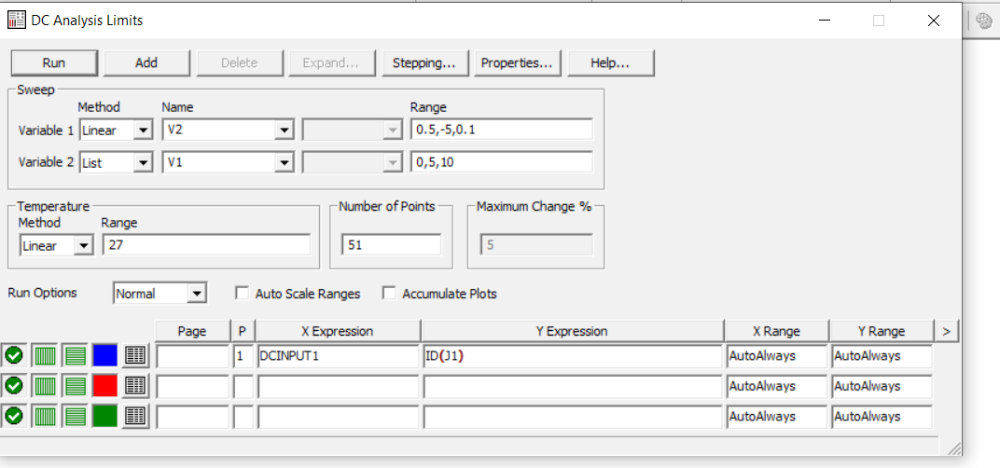 DC Analysis Limits
Run Add Delete Expand... Stepping... Properties... Help...
Sweep
Method Name Range
Variable 1 Linear V2 0.5,-5,0.1
Variable 2 List V1 0,5,10
Temperature Number of Points Maximum Change %
Method Range
Linear 27 51 5
Run Options Normal Auto Scale Ranges Accumulate Plots
Page P X Expression Y Expression X Range Y Range >
1 DCINPUT1 ID(J1) AutoAlways AutoAlways
AutoAlways AutoAlways
AutoAlways AutoAlways